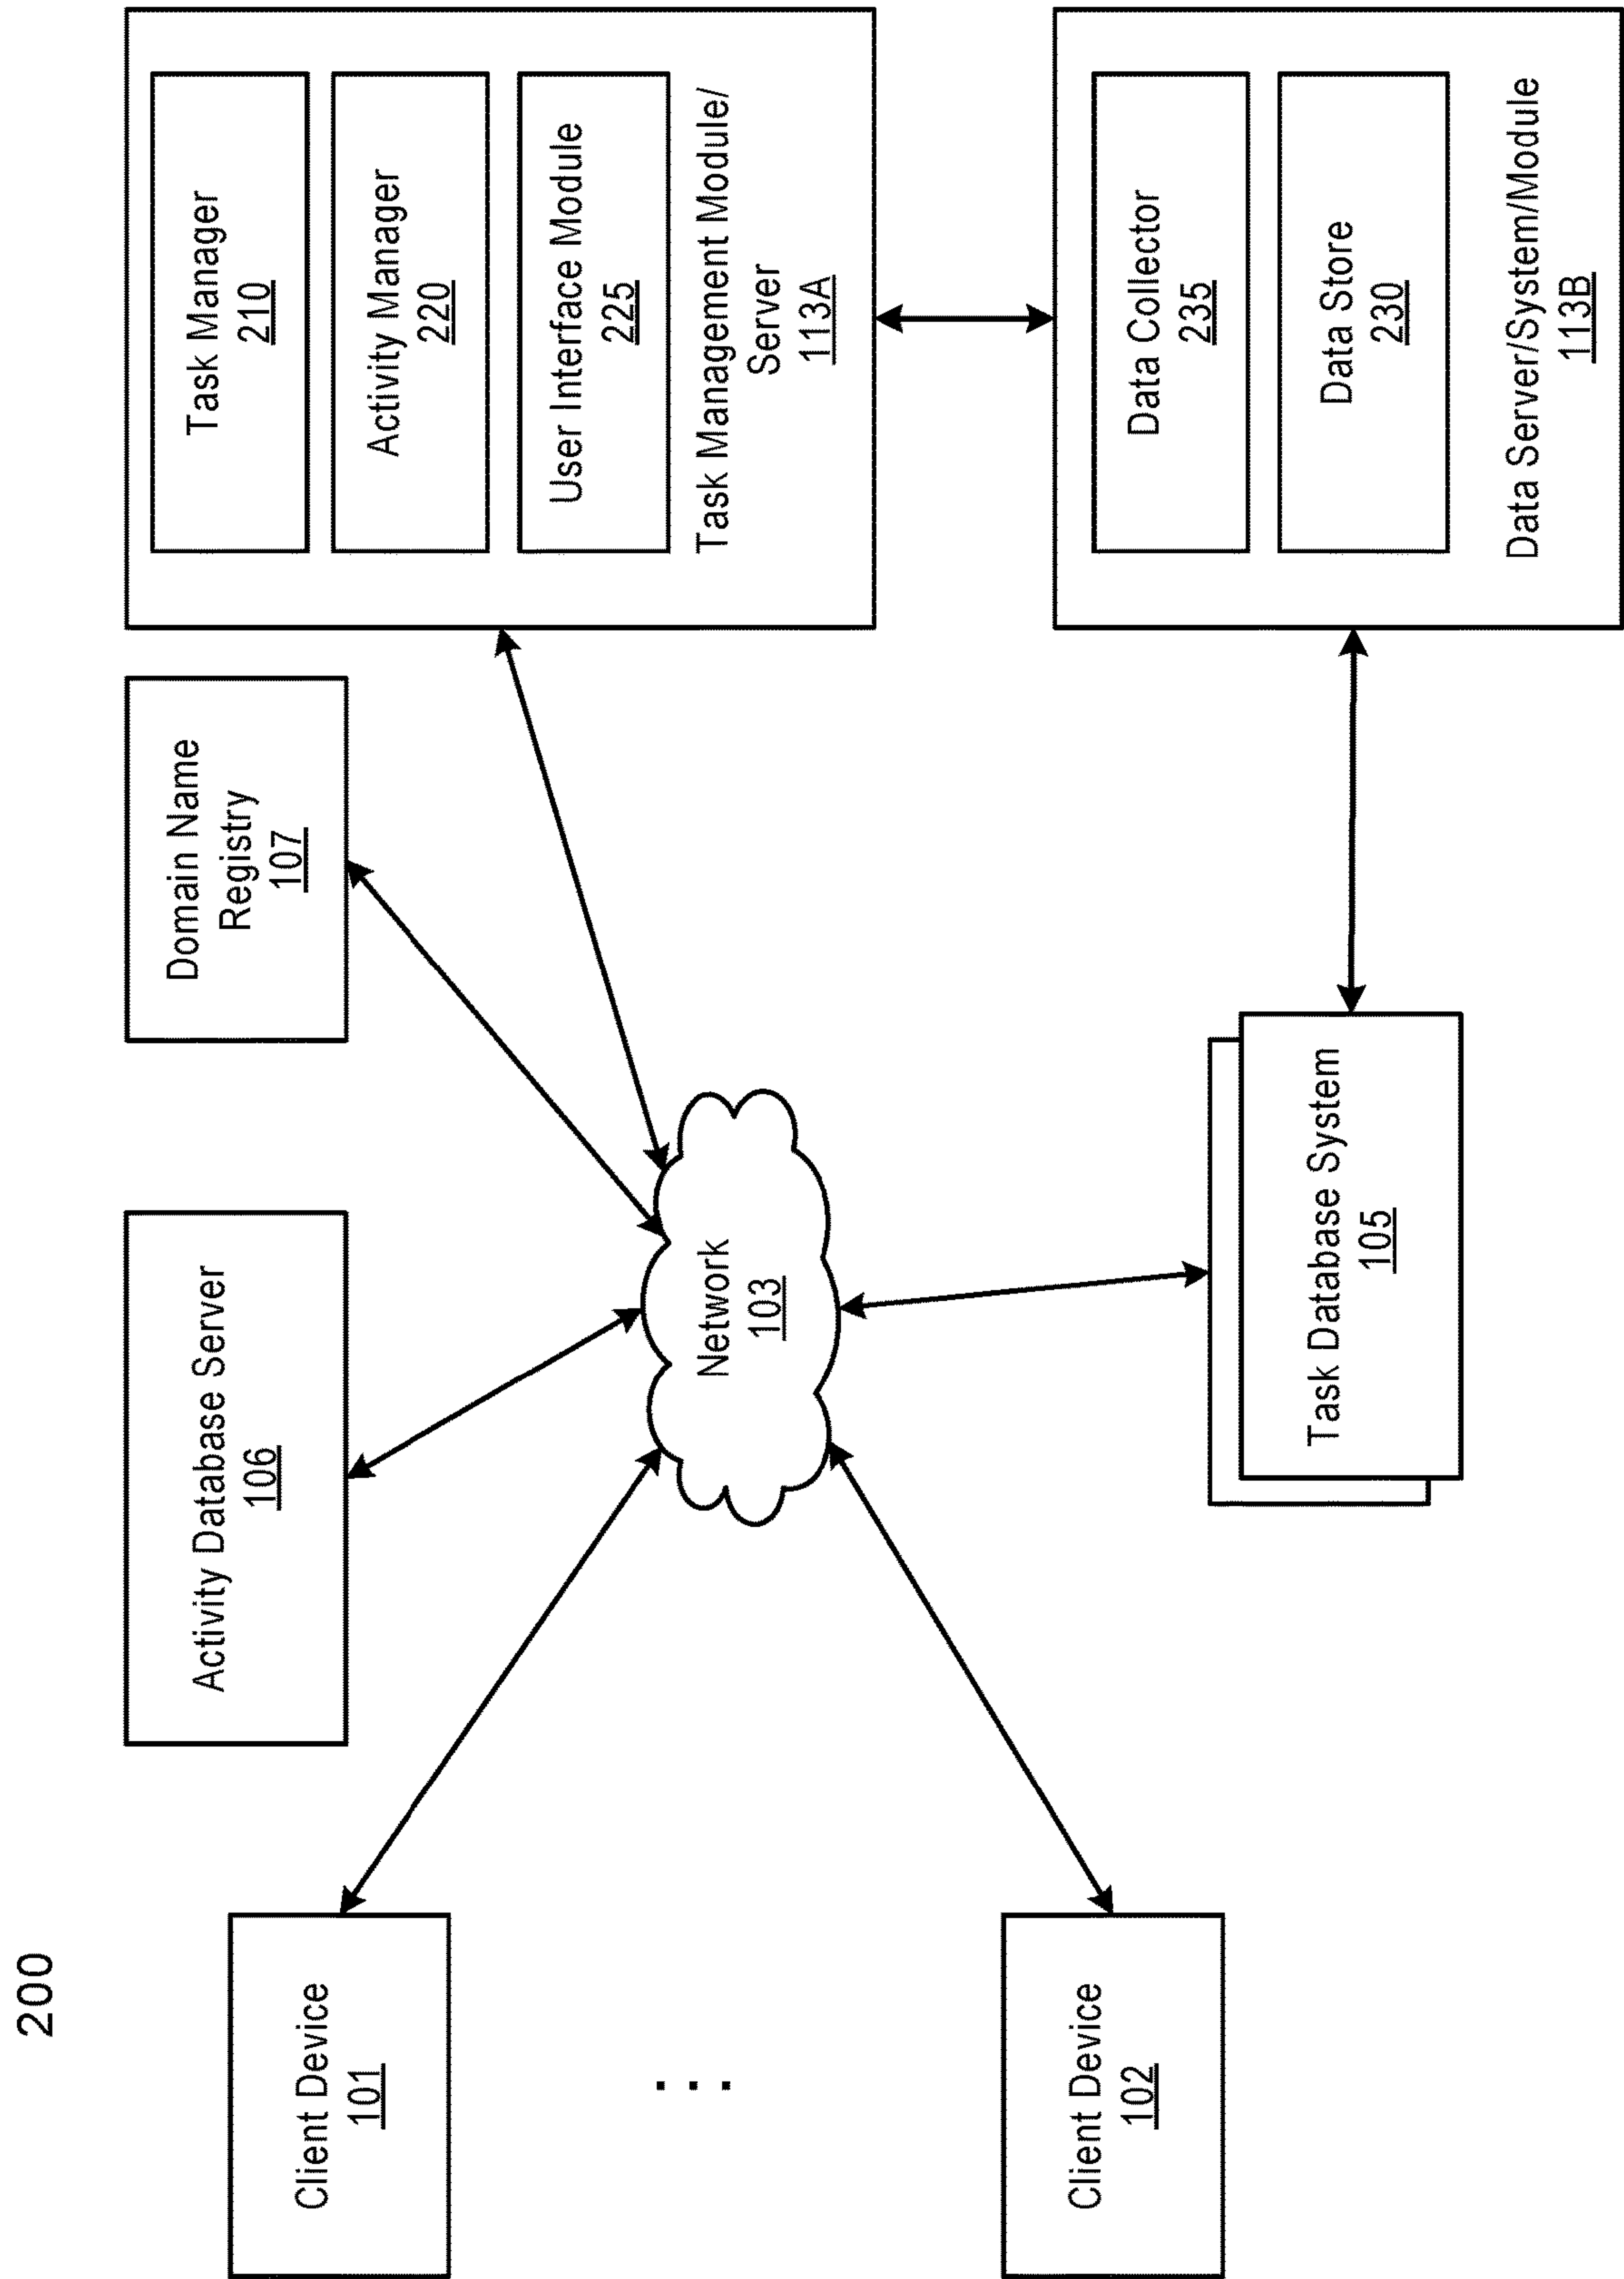 200
Client Device
101
...
Client Device
102
Activity Database Server
106
Domain Name
Registry
107
Network
103
Task Database System
105
Task Manager
210
Activity Manager
220
User Interface Module
225
Task Management Module/
Server
113A
Data Collector
235
Data Store
230
Data Server/System/Module
113B